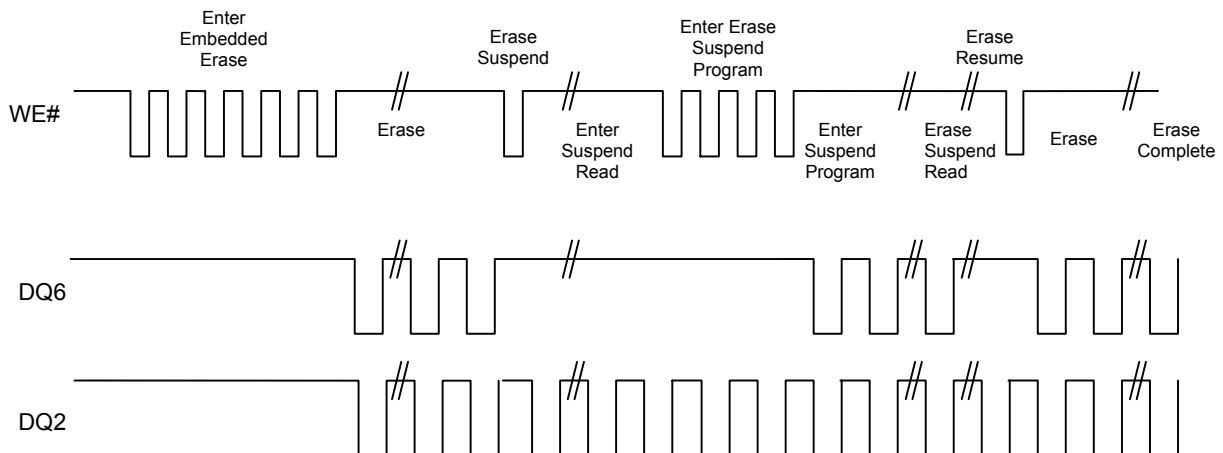 Enter
Embedded
Erase
Erase
Suspend
Enter Erase
Suspend
Program
Erase
Resume
WE#
Erase
Enter
Suspend
Read
Enter
Suspend
Program
Erase
Suspend
Read
Erase
Erase
Complete
DQ6
DQ2